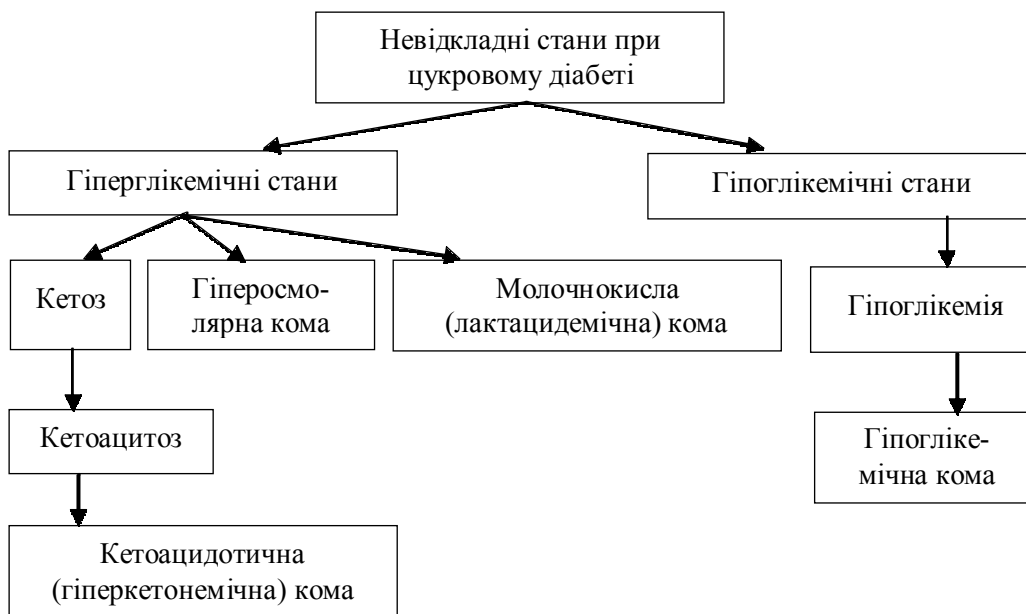 Невідкладні стани при
цукровому діабеті
Гіперглікемічні стани
Гіпоглікемічні стани
Кетоз
Гіперосмо-
лярна кома
Молочнокисла
(лактацидемічна) кома
Гіпоглікемія
Кетоацитоз
Гіпогліке-
мічна кома
Кетоацидотична
(гіперкетонемічна) кома